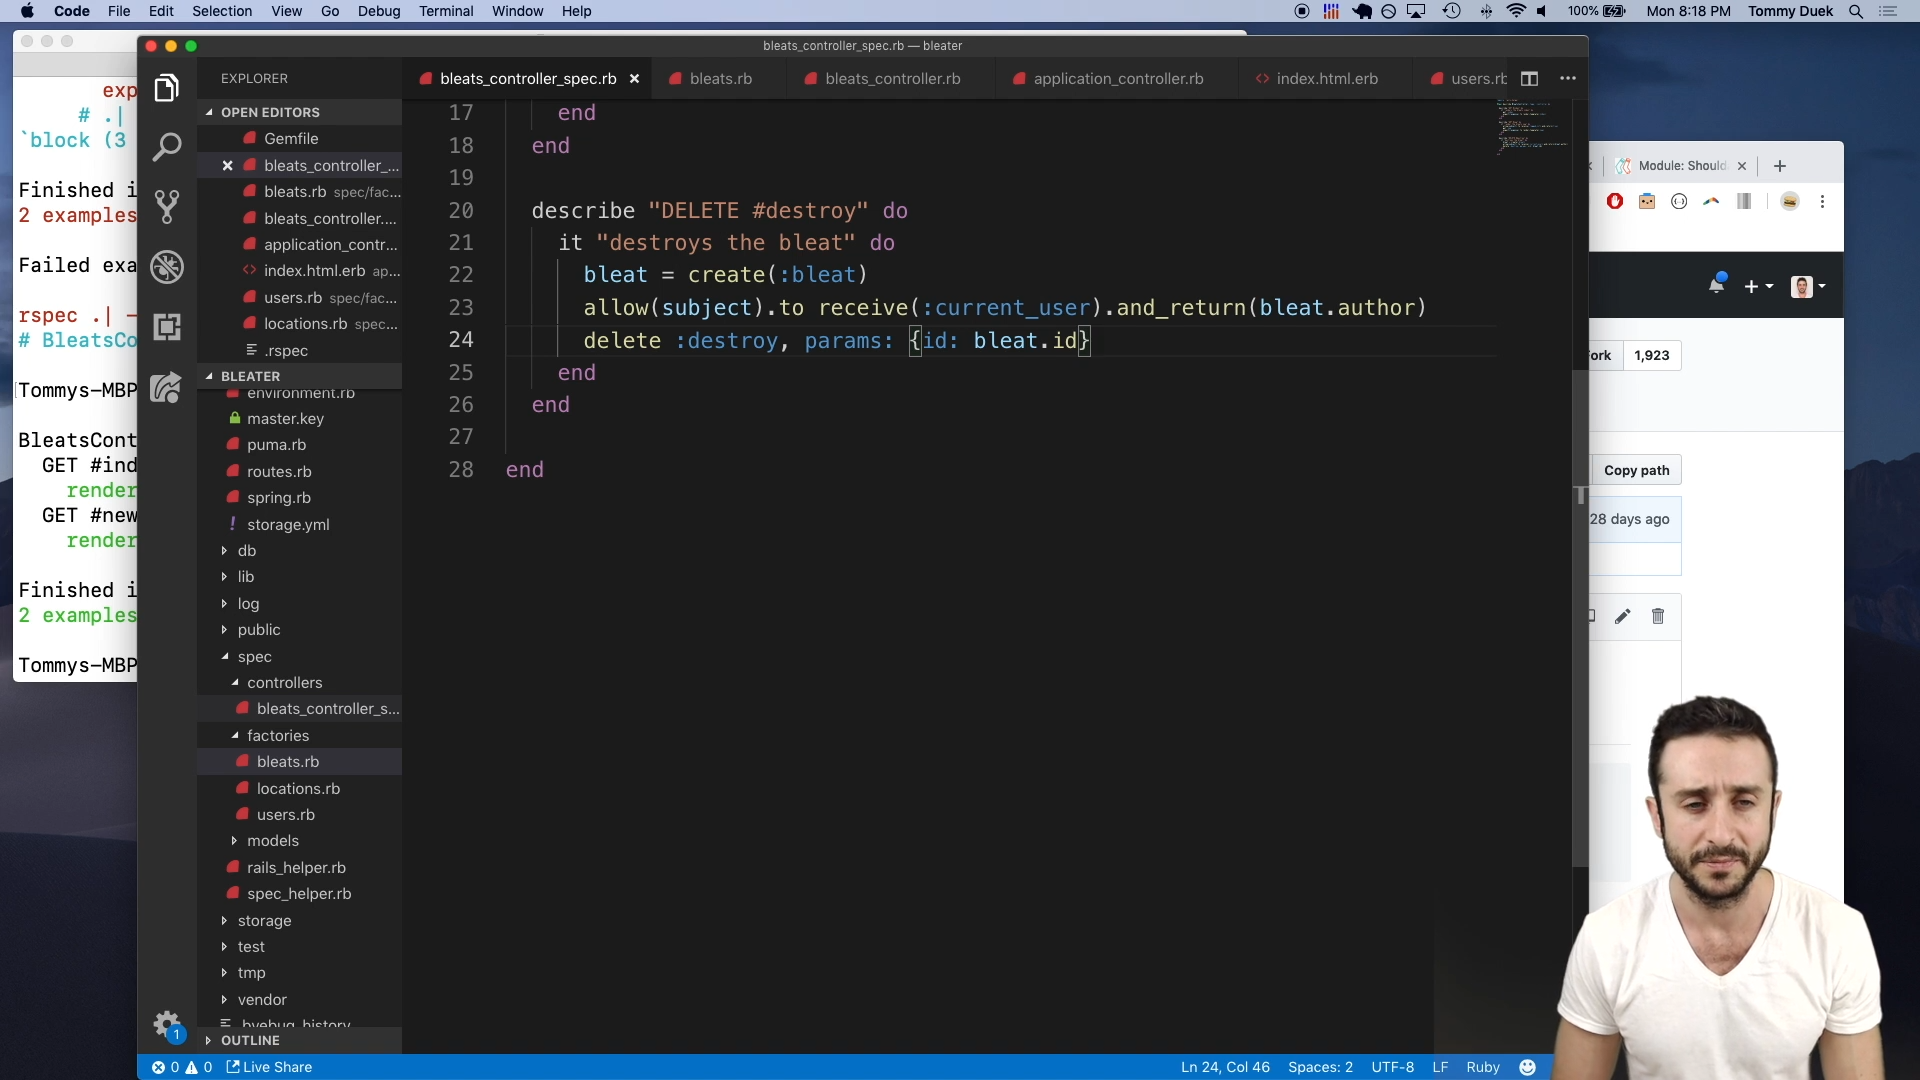 Code File Edit Selection View Go Debug Terminal Window Help
100% Mon 8:18 PM Tommy Duek
bleats_controller_spec.rb — bleater
EXPLORER
bleats_controller_spec.rb
bleats.rb
bleats_controller.rb
application_controller.rb
index.html.erb
users.rb
OPEN EDITORS
Gemfile
bleats_controller_...
bleats.rb spec/fac...
bleats_controller....
application_contr...
index.html.erb ap...
users.rb spec/fac...
locations.rb spec...
.rspec
BLEATER
environment.rb
master.key
puma.rb
routes.rb
spring.rb
storage.yml
db
lib
log
public
spec
controllers
bleats_controller_s...
factories
bleats.rb
locations.rb
users.rb
models
rails_helper.rb
spec_helper.rb
storage
test
tmp
vendor
.byebug_history
OUTLINE
17 end
18 end
19
20 describe "DELETE #destroy" do
21 it "destroys the bleat" do
22 bleat = create(:bleat)
23 allow(subject).to receive(:current_user).and_return(bleat.author)
24 delete :destroy, params: {id: bleat.id}
25 end
26 end
27
28 end
exp
# .|
`block (3
Finished i
2 examples
Failed exa
rspec .|
# BleatsCo
Tommys-MBP
BleatsCont
GET #ind
render
GET #new
render
Finished i
2 examples
Tommys-MBP
Module: Should
ork 1,923
Copy path
28 days ago
1
0 0 Live Share
Ln 24, Col 46 Spaces: 2 UTF-8 LF Ruby